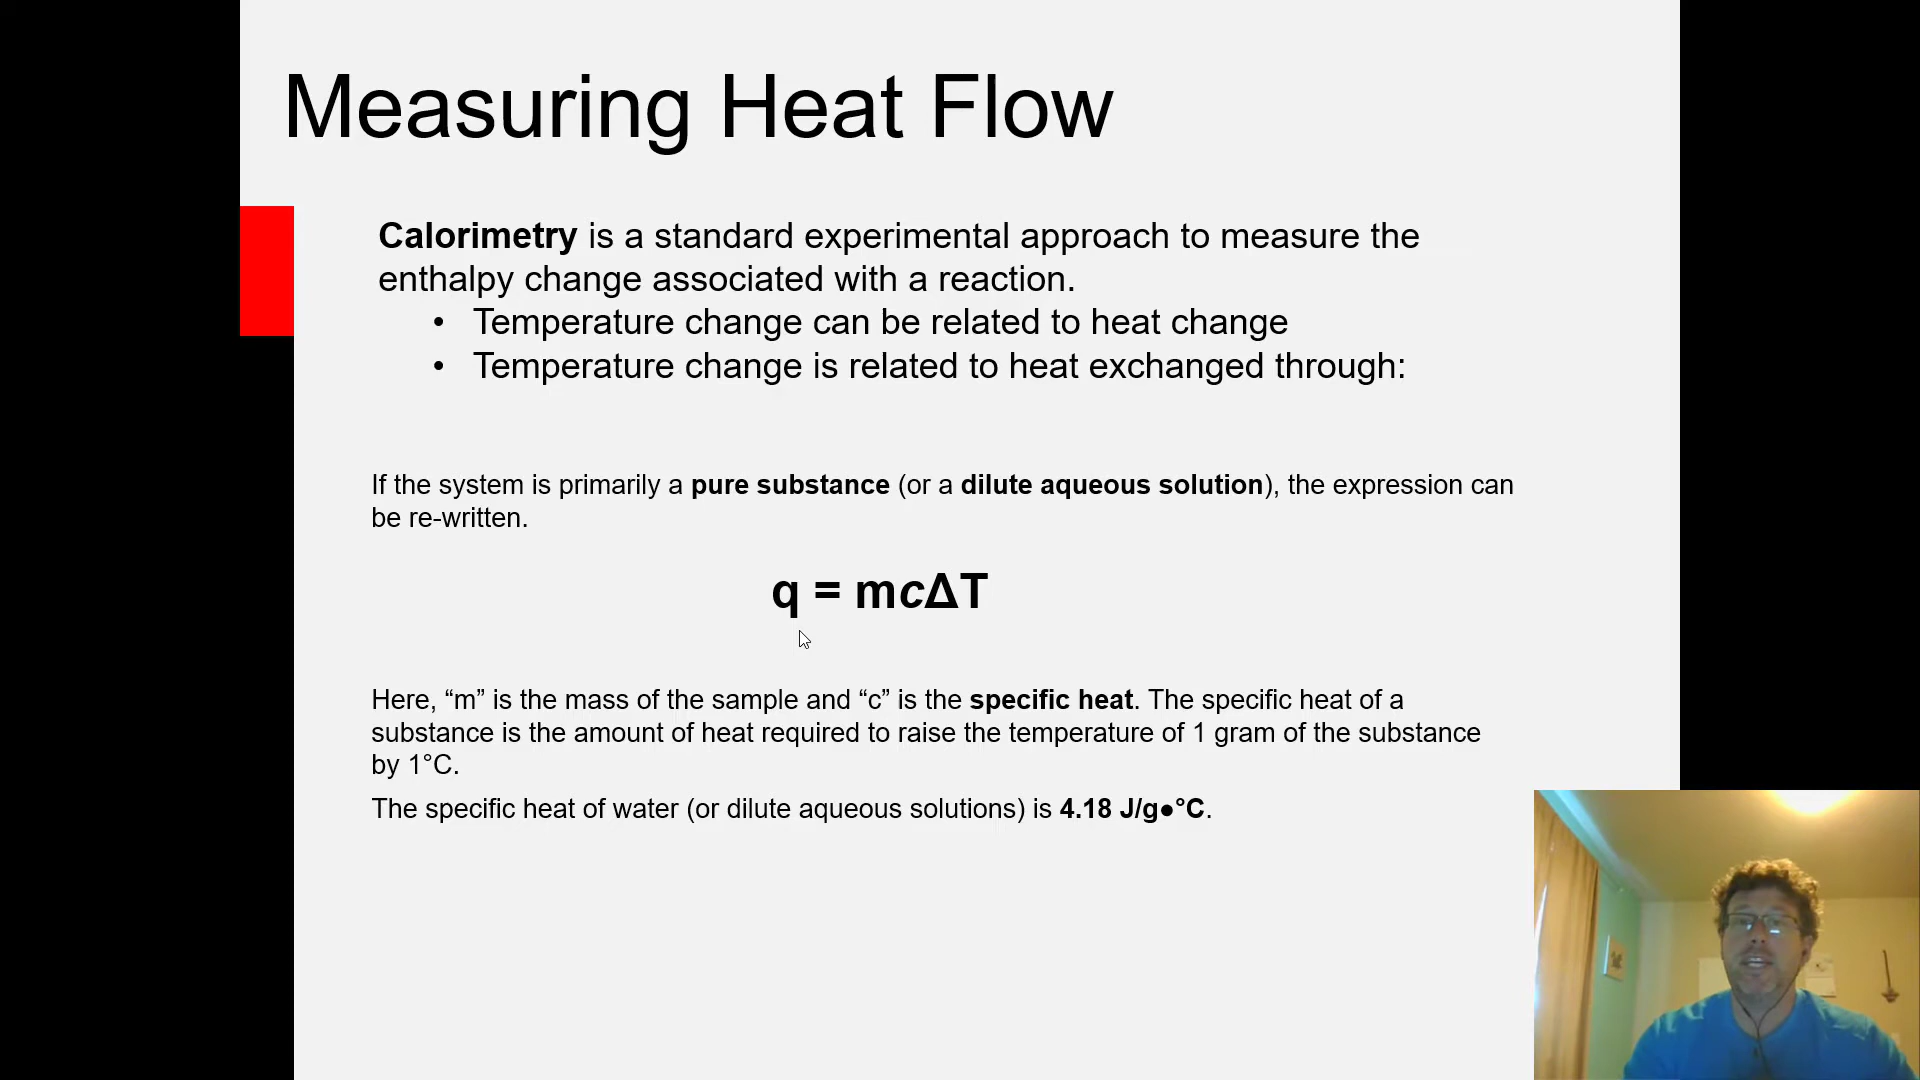 Measuring Heat Flow
Calorimetry is a standard experimental approach to measure the
enthalpy change associated with a reaction.
• Temperature change can be related to heat change
• Temperature change is related to heat exchanged through:
If the system is primarily a pure substance (or a dilute aqueous solution), the expression can
be re-written.
q = mcΔT
Here, “m” is the mass of the sample and “c” is the specific heat. The specific heat of a
substance is the amount of heat required to raise the temperature of 1 gram of the substance
by 1°C.
The specific heat of water (or dilute aqueous solutions) is 4.18 J/g●°C.